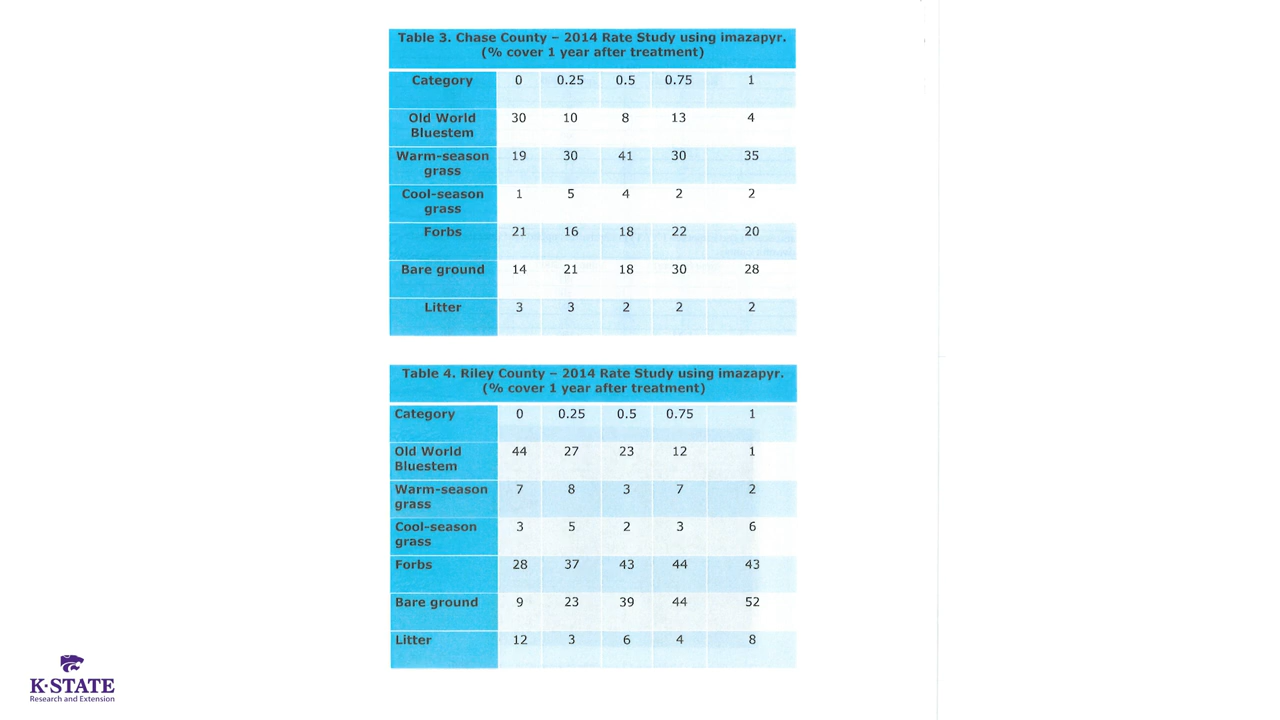 Table 3. Chase County – 2014 Rate Study using imazapyr.
(% cover 1 year after treatment)
Category 0 0.25 0.5 0.75 1
Old World
Bluestem 30 10 8 13 4
Warm-season
grass 19 30 41 30 35
Cool-season
grass 1 5 4 2 2
Forbs 21 16 18 22 20
Bare ground 14 21 18 30 28
Litter 3 3 2 2 2
Table 4. Riley County – 2014 Rate Study using imazapyr.
(% cover 1 year after treatment)
Category 0 0.25 0.5 0.75 1
Old World
Bluestem 44 27 23 12 1
Warm-season
grass 7 8 3 7 2
Cool-season
grass 3 5 2 3 6
Forbs 28 37 43 44 43
Bare ground 9 23 39 44 52
Litter 12 3 6 4 8
K-STATE
Research and Extension